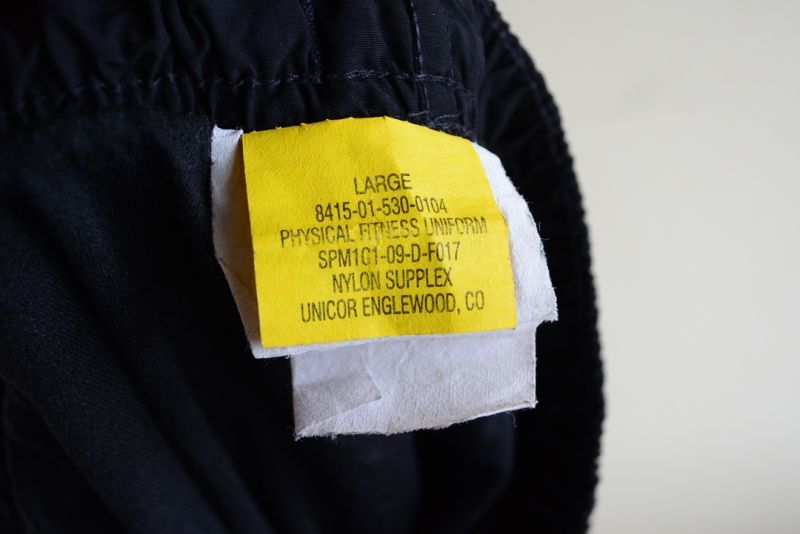 LARGE
8415-01-530-0104
PHYSICAL FITNESS UNIFORM
SPM1C1-09-D-F017
NYLON SUPPLEX
UNICOR ENGLEWOOD, CO